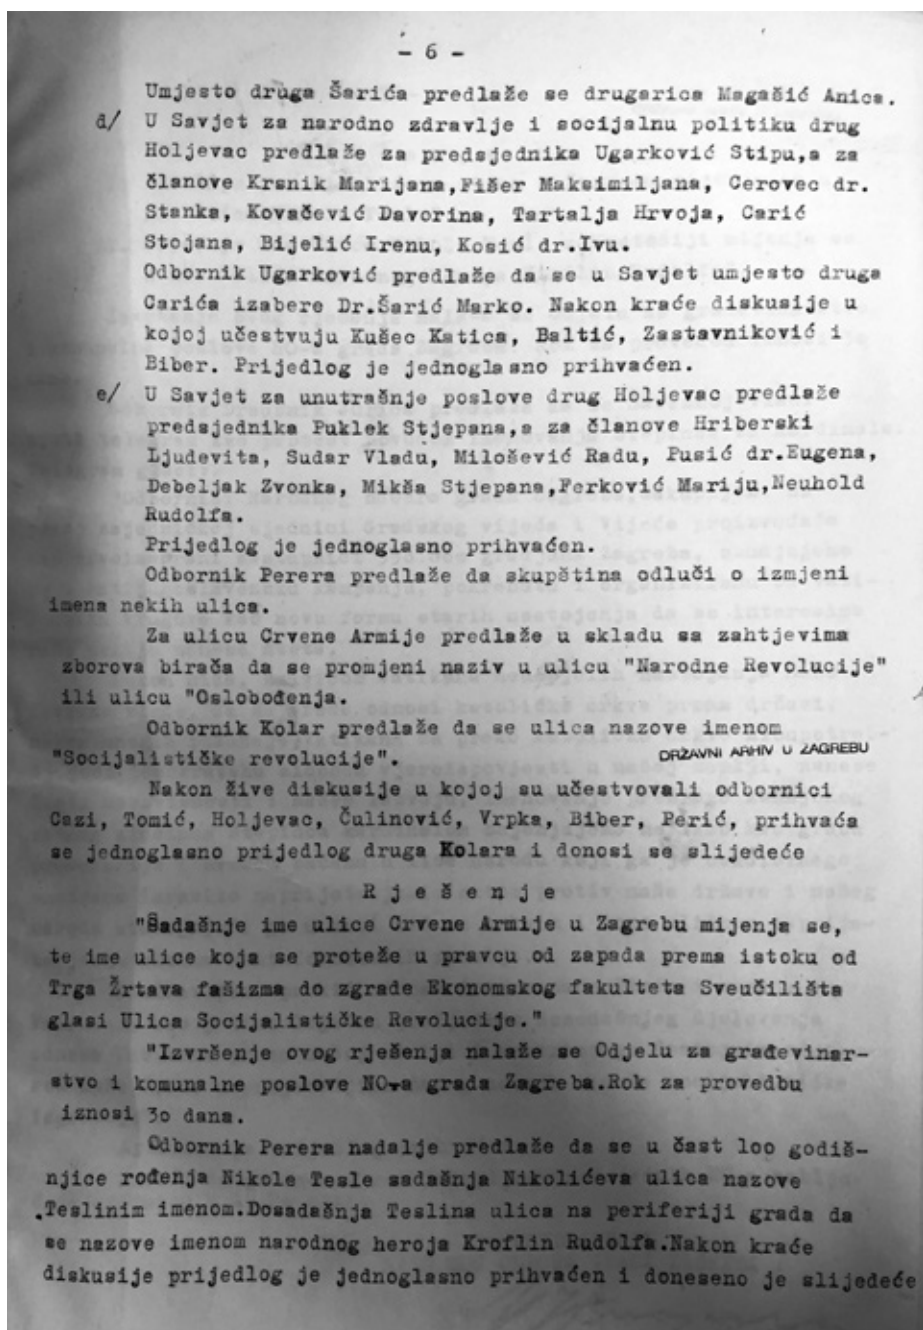 - 6 -
Umjesto druga Šarića predlaže se drugarica Magašić Anica.
d/ U Savjet za narodno zdravlje i socijalnu politiku drug
Holjevac predlaže za predsjednika Ugarković Stipu,a za
članove Krsnik Marijana,Fišer Maksimiljana, Cerovec dr.
Stanka, Kovačević Davorina, Tartalja Hrvoja, Carić
Stojana, Bijelić Irenu, Kosić dr.Ivu.
Odbornik Ugarković predlaže da se u Savjet umjesto druga
Carića izabere Dr.Šarić Marko. Nakon kraće diskusije u
kojoj učestvuju Kušec Katica, Baltić, Zastavniković i
Biber. Prijedlog je jednoglasno prihvaćen.
e/ U Savjet za unutrašnje poslove drug Holjevac predlaže
predsjednika Puklek Stjepana,a za članove Hriberski
Ljudevita, Sudar Vladu, Milošević Radu, Pusić dr.Eugena,
Debeljak Zvonka, Mikša Stjepana,Ferković Mariju,Neuhold
Rudolfa.
Prijedlog je jednoglasno prihvaćen.
Odbornik Perera predlaže da skupština odluči o izmjeni
imena nekih ulica.
Za ulicu Crvene Armije predlaže u skladu sa zahtjevima
zborova birača da se promjeni naziv u ulicu "Narodne Revolucije"
ili ulicu "Oslobođenja.
Odbornik Kolar predlaže da se ulica nazove imenom
"Socijalističke revolucije".
DRŽAVNI ARHIV U ZAGREBU
Nakon žive diskusije u kojoj su učestvovali odbornici
Cazi, Tomić, Holjevac, Čulinović, Vrpka, Biber, Perić, prihvaća
se jednoglasno prijedlog druga Kolara i donosi se slijedeće
R j e š e n j e
"Sadašnje ime ulice Crvene Armije u Zagrebu mijenja se,
te ime ulice koja se proteže u pravcu od zapada prema istoku od
Trga Žrtava fašizma do zgrade Ekonomskog fakulteta Sveučilišta
glasi Ulica Socijalističke Revolucije."
"Izvršenje ovog rješenja nalaže se Odjelu za građevinar-
stvo i komunalne poslove NO-a grada Zagreba.Rok za provedbu
iznosi 3o dana.
Odbornik Perera nadalje predlaže da se u čast loo godiš-
njice rođenja Nikole Tesle sadašnja Nikolićeva ulica nazove
Teslinim imenom.Dosadašnja Teslina ulica na periferiji grada da
se nazove imenom narodnog heroja Kroflin Rudolfa.Nakon kraće
diskusije prijedlog je jednoglasno prihvaćen i doneseno je slijedeće